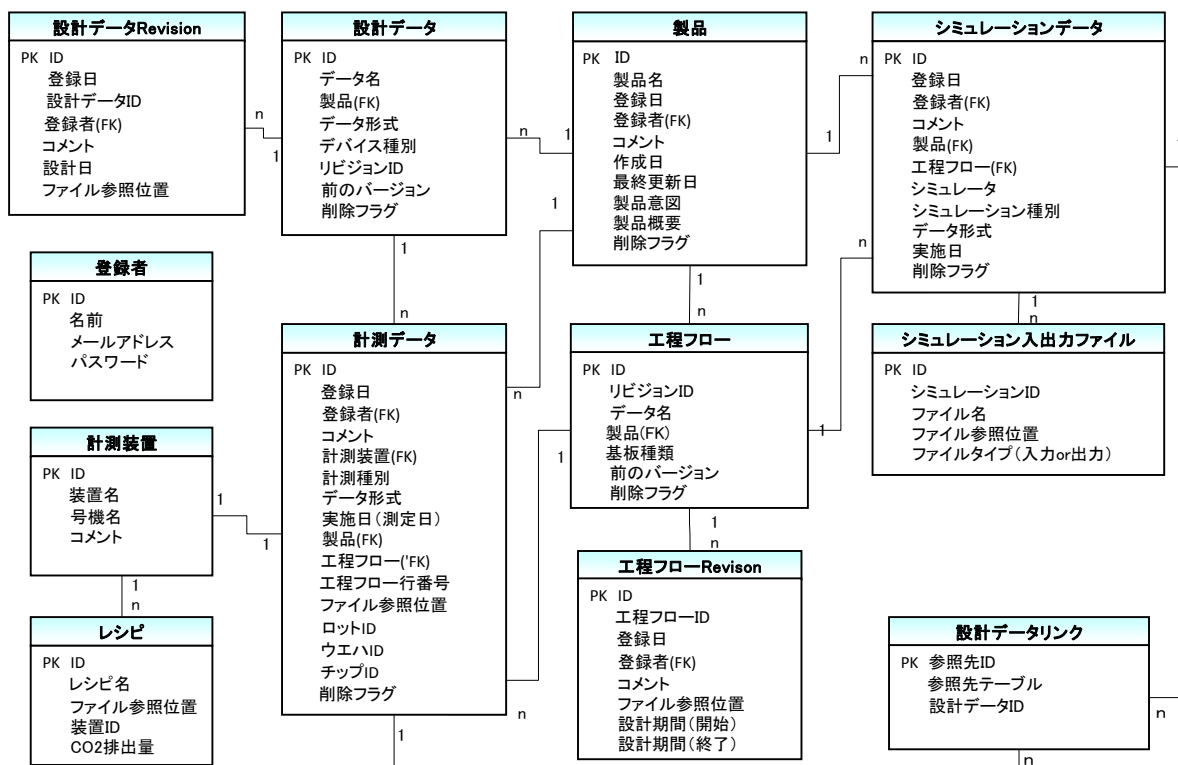 設計データRevision
PK ID
登録日
設計データID
登録者(FK)
コメント
設計日
ファイル参照位置
n
1
設計データ
PK ID
データ名
製品(FK)
データ形式
デバイス種別
リビジョンID
前のバージョン
削除フラグ
n
1
1
n
製品
PK ID
製品名
登録日
登録者(FK)
コメント
作成日
最終更新日
製品意図
製品概要
削除フラグ
1
n
1
n
1
n
シミュレーションデータ
PK ID
登録日
登録者(FK)
コメント
製品(FK)
工程フロー(FK)
シミュレータ
シミュレーション種別
データ形式
実施日
削除フラグ
n
1
1
n
登録者
PK ID
名前
メールアドレス
パスワード
計測データ
PK ID
登録日
登録者(FK)
コメント
計測装置(FK)
計測種別
データ形式
実施日(測定日)
製品(FK)
工程フロー('FK)
工程フロー行番号
ファイル参照位置
ロットID
ウエハID
チップID
削除フラグ
1
n
1
工程フロー
PK ID
リビジョンID
データ名
製品(FK)
基板種類
前のバージョン
削除フラグ
1
n
シミュレーション入出力ファイル
PK ID
シミュレーションID
ファイル名
ファイル参照位置
ファイルタイプ(入力or出力)
計測装置
PK ID
装置名
号機名
コメント
1
1
1
n
工程フローRevison
PK ID
工程フローID
登録日
登録者(FK)
コメント
ファイル参照位置
設計期間(開始)
設計期間(終了)
レシピ
PK ID
レシピ名
ファイル参照位置
装置ID
CO2排出量
設計データリンク
PK 参照先ID
参照先テーブル
設計データID
n
n